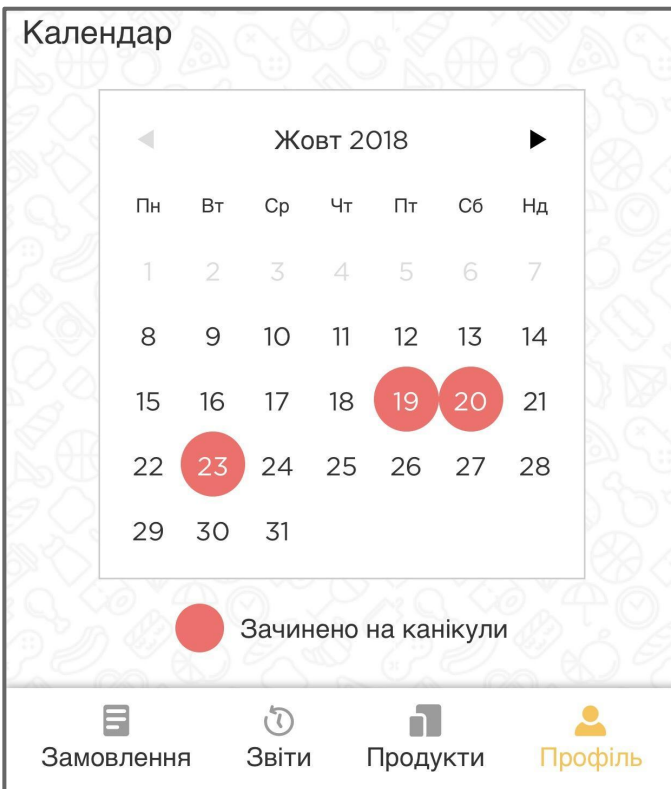 Календар
Жовт 2018
Пн Вт Ср Чт Пт Сб Нд
1 2 3 4 5 6 7
8 9 10 11 12 13 14
15 16 17 18 19 20 21
22 23 24 25 26 27 28
29 30 31
Зачинено на канікули
Замовлення Звіти Продукти Профіль